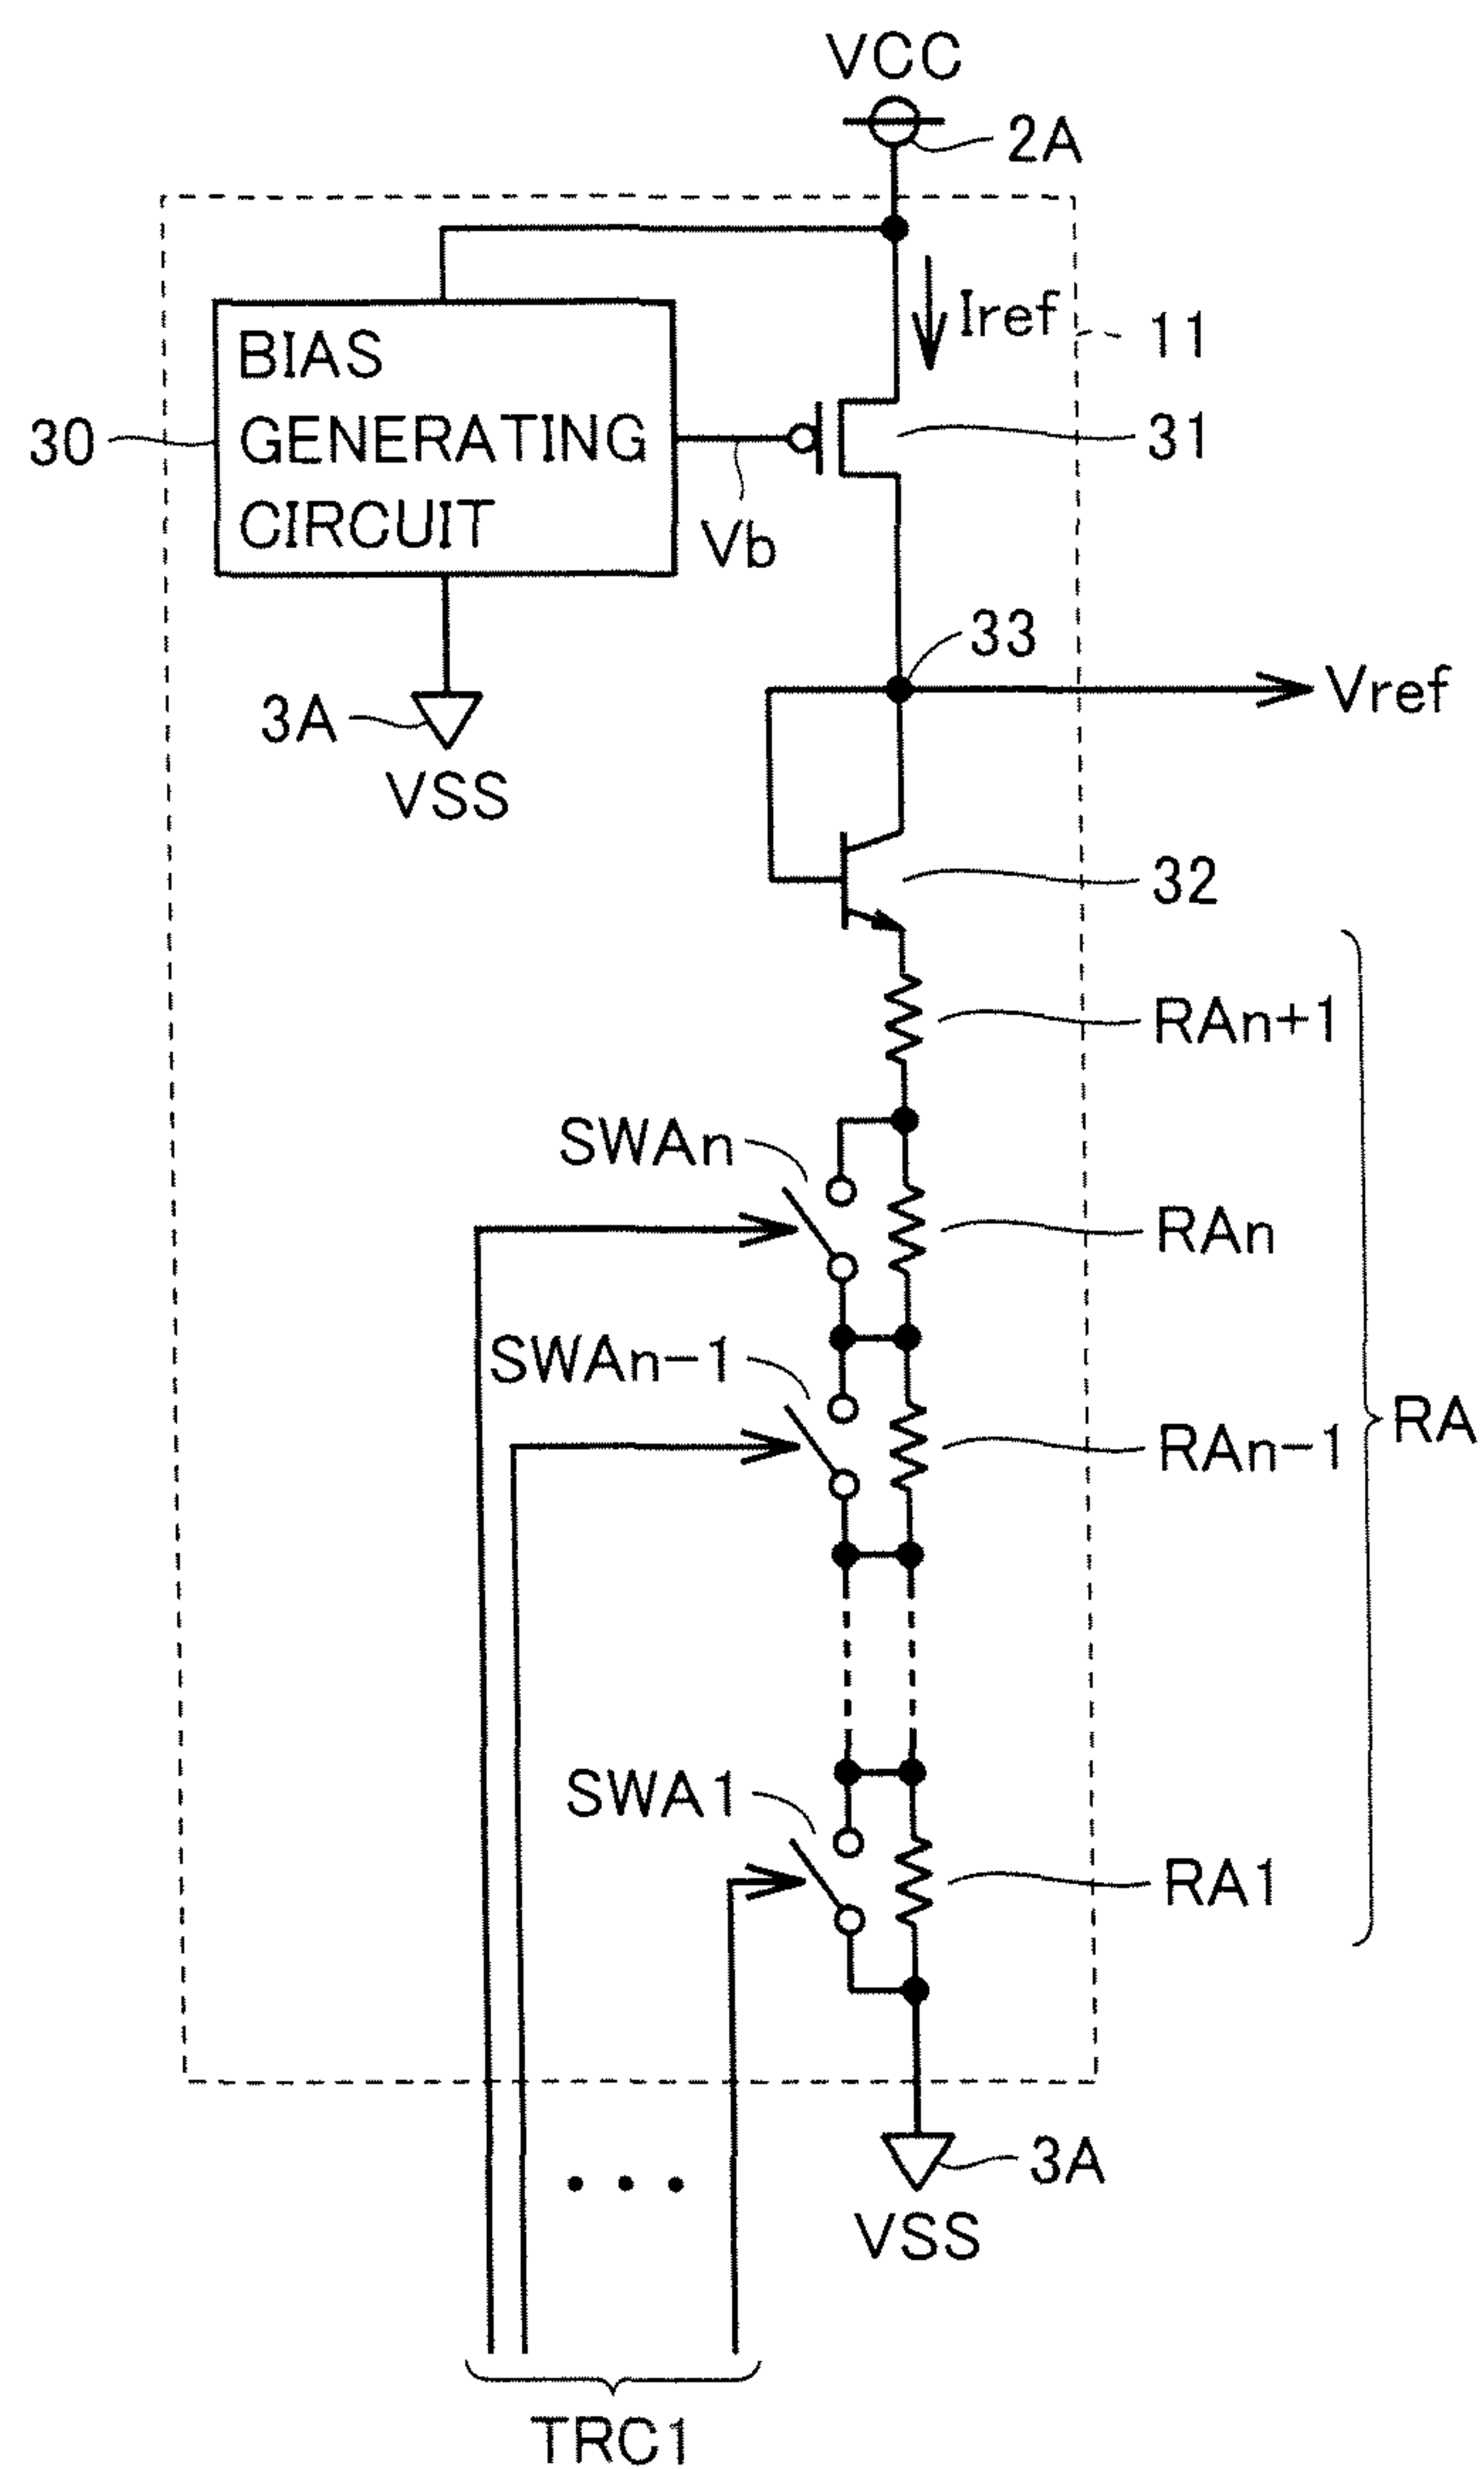 VCC
2A
Iref
11
BIAS
GENERATING
CIRCUIT
30
31
Vb
33
Vref
3A
VSS
32
RAn+1
SWAn
RAn
SWAn-1
RAn-1
RA
SWA1
RA1
3A
VSS
TRC1